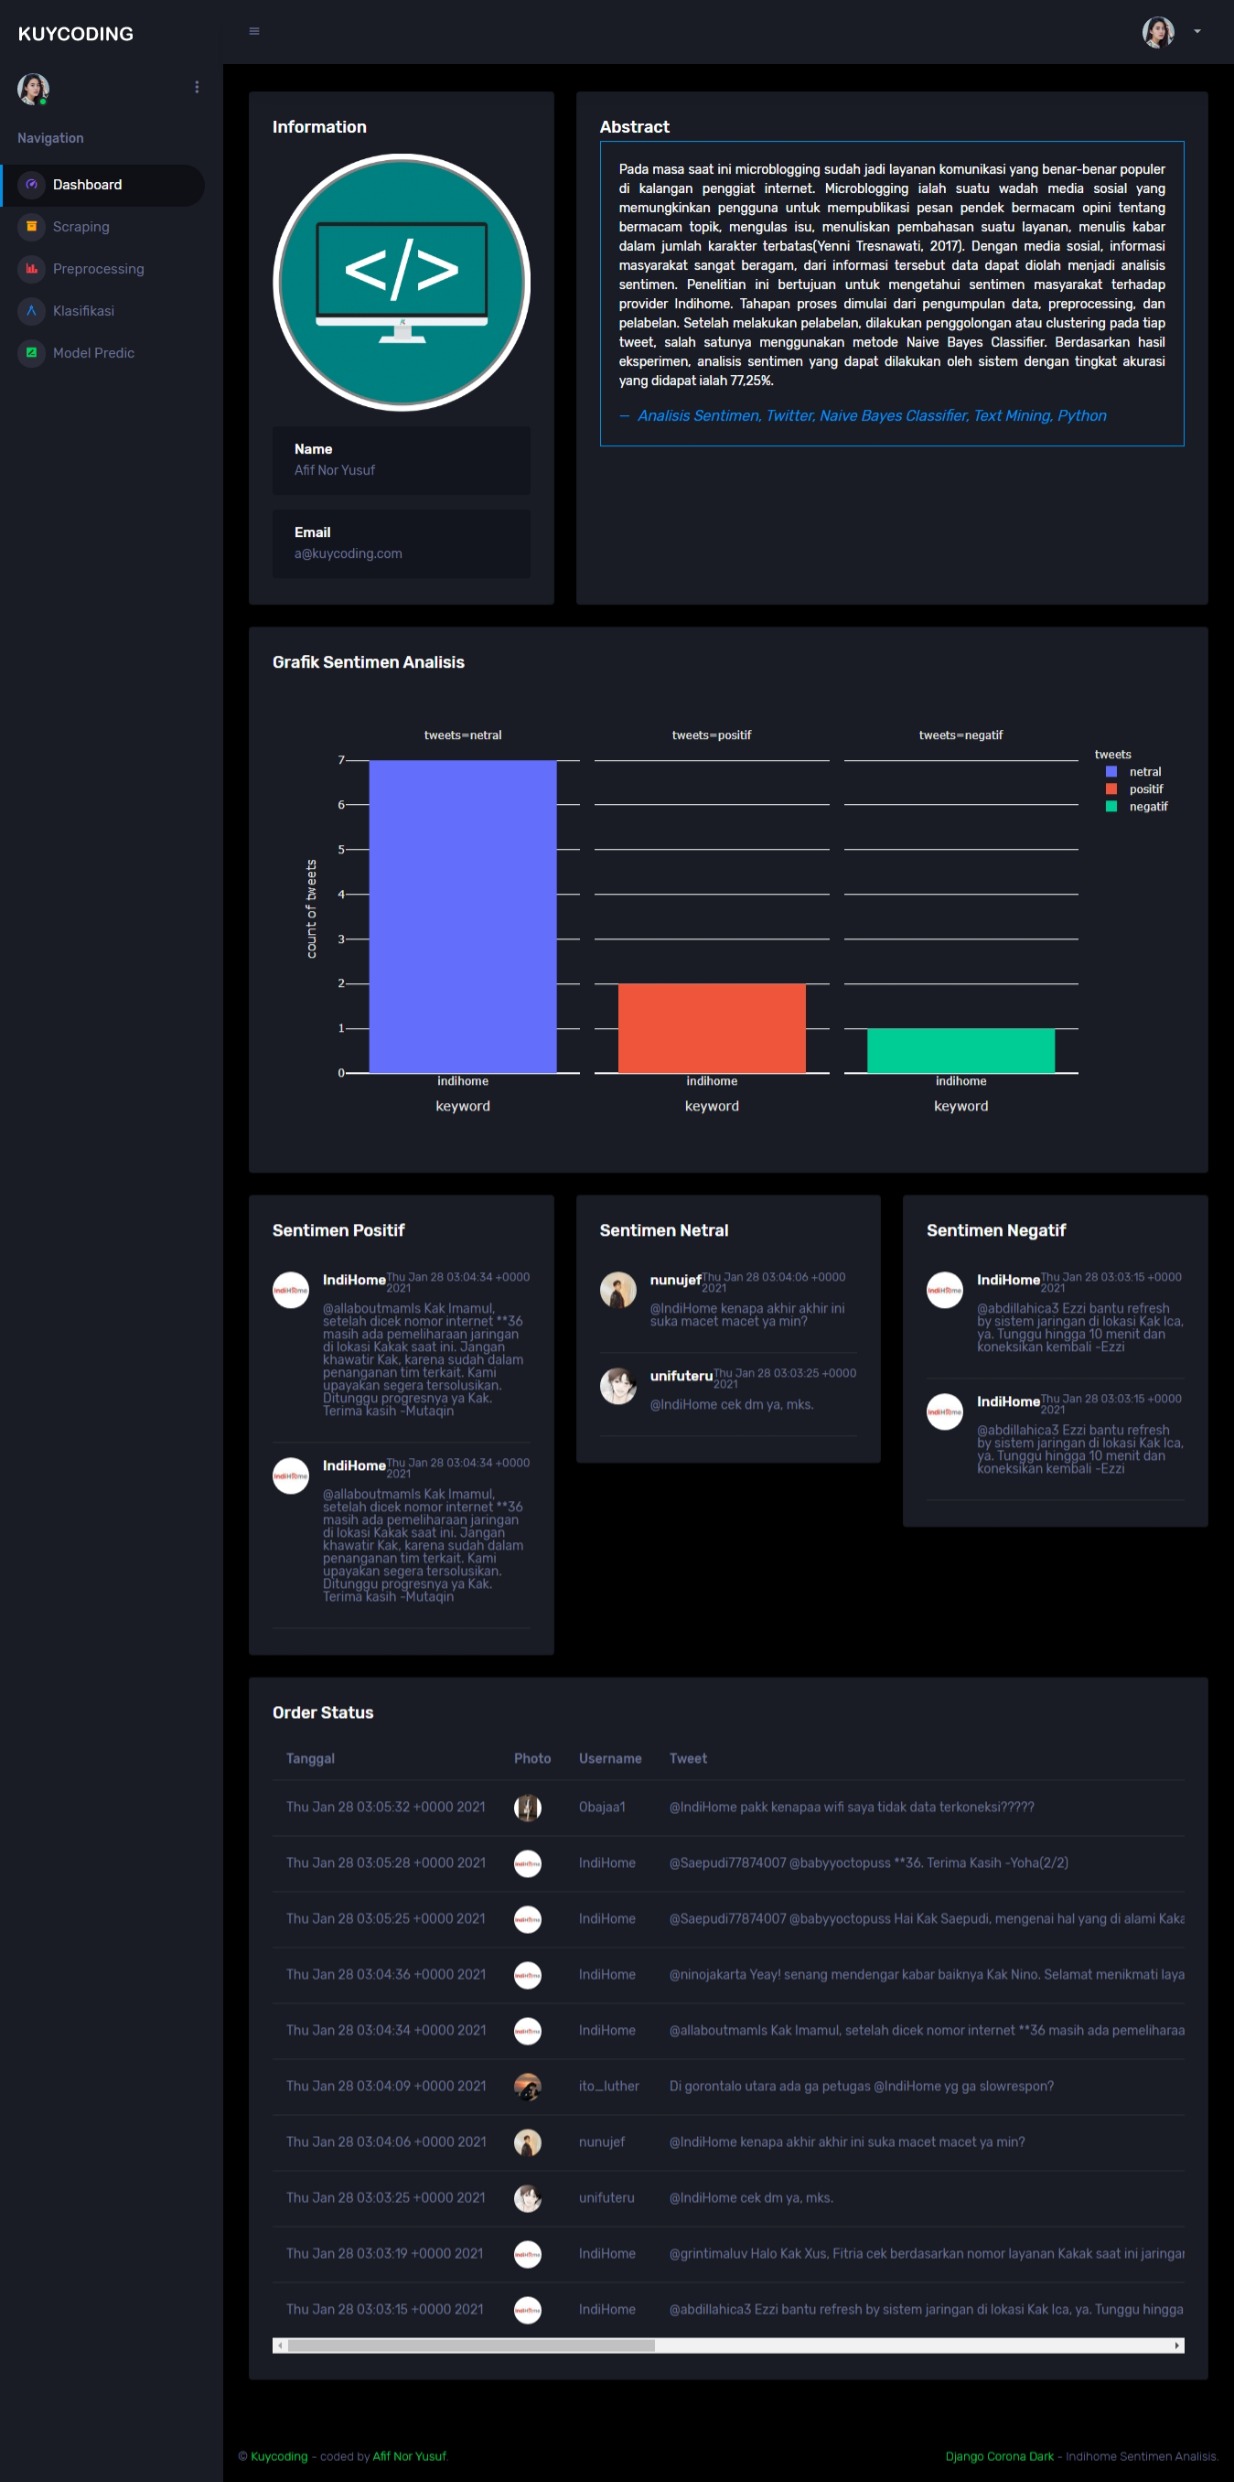 KUYCODING
Navigation
Dashboard
Scraping
Preprocessing
Klasifikasi
Model Predic
Information
</>
Name
Afif Nor Yusuf
Email
a@kuycoding.com
Abstract
Pada masa saat ini microblogging sudah jadi layanan komunikasi yang benar-benar populer
di kalangan penggiat internet. Microblogging ialah suatu wadah media sosial yang
memungkinkan pengguna untuk mempublikasi pesan pendek bermacam opini tentang
bermacam topik, mengulas isu, menuliskan pembahasan suatu layanan, menulis kabar
dalam jumlah karakter terbatas(Yenni Tresnawati, 2017). Dengan media sosial, informasi
masyarakat sangat beragam, dari informasi tersebut data dapat diolah menjadi analisis
sentimen. Penelitian ini bertujuan untuk mengetahui sentimen masyarakat terhadap
provider Indihome. Tahapan proses dimulai dari pengumpulan data, preprocessing, dan
pelabelan. Setelah melakukan pelabelan, dilakukan penggolongan atau clustering pada tiap
tweet, salah satunya menggunakan metode Naive Bayes Classifier. Berdasarkan hasil
eksperimen, analisis sentimen yang dapat dilakukan oleh sistem dengan tingkat akurasi
yang didapat ialah 77,25%.
— Analisis Sentimen, Twitter, Naive Bayes Classifier, Text Mining, Python
Grafik Sentimen Analisis
tweets=netral
tweets=positif
tweets=negatif
tweets
netral
positif
negatif
count of tweets
7
6
5
4
3
2
1
0
indihome
indihome
indihome
keyword
keyword
keyword
Sentimen Positif
IndiHome Thu Jan 28 03:04:34 +0000
2021
@allaboutmamls Kak Imamul,
setelah dicek nomor internet **36
masih ada pemeliharaan jaringan
di lokasi Kakak saat ini. Jangan
khawatir Kak, karena sudah dalam
penanganan tim terkait. Kami
upayakan segera tersolusikan.
Ditunggu progresnya ya Kak.
Terima kasih -Mutaqin
IndiHome Thu Jan 28 03:04:34 +0000
2021
@allaboutmamls Kak Imamul,
setelah dicek nomor internet **36
masih ada pemeliharaan jaringan
di lokasi Kakak saat ini. Jangan
khawatir Kak, karena sudah dalam
penanganan tim terkait. Kami
upayakan segera tersolusikan.
Ditunggu progresnya ya Kak.
Terima kasih -Mutaqin
Sentimen Netral
nunujef Thu Jan 28 03:04:06 +0000
2021
@IndiHome kenapa akhir akhir ini
suka macet macet ya min?
unifuteru Thu Jan 28 03:03:25 +0000
2021
@IndiHome cek dm ya, mks.
Sentimen Negatif
IndiHome Thu Jan 28 03:03:15 +0000
2021
@abdillahica3 Ezzi bantu refresh
by sistem jaringan di lokasi Kak Ica,
ya. Tunggu hingga 10 menit dan
koneksikan kembali -Ezzi
IndiHome Thu Jan 28 03:03:15 +0000
2021
@abdillahica3 Ezzi bantu refresh
by sistem jaringan di lokasi Kak Ica,
ya. Tunggu hingga 10 menit dan
koneksikan kembali -Ezzi
Order Status
Tanggal Photo Username Tweet
Thu Jan 28 03:05:32 +0000 2021 0bajaa1 @IndiHome pakk kenapaa wifi saya tidak data terkoneksi?????
Thu Jan 28 03:05:28 +0000 2021 IndiHome @Saepudi77874007 @babyyoctopuss **36. Terima Kasih -Yoha(2/2)
Thu Jan 28 03:05:25 +0000 2021 IndiHome @Saepudi77874007 @babyyoctopuss Hai Kak Saepudi, mengenai hal yang di alami Kaka
Thu Jan 28 03:04:36 +0000 2021 IndiHome @ninojakarta Yeay! senang mendengar kabar baiknya Kak Nino. Selamat menikmati laya
Thu Jan 28 03:04:34 +0000 2021 IndiHome @allaboutmamls Kak Imamul, setelah dicek nomor internet **36 masih ada pemeliharaa
Thu Jan 28 03:04:09 +0000 2021 ito_luther Di gorontalo utara ada ga petugas @IndiHome yg ga slowrespon?
Thu Jan 28 03:04:06 +0000 2021 nunujef @IndiHome kenapa akhir akhir ini suka macet macet ya min?
Thu Jan 28 03:03:25 +0000 2021 unifuteru @IndiHome cek dm ya, mks.
Thu Jan 28 03:03:19 +0000 2021 IndiHome @grintimaluv Halo Kak Xus, Fitria cek berdasarkan nomor layanan Kakak saat ini jaringa
Thu Jan 28 03:03:15 +0000 2021 IndiHome @abdillahica3 Ezzi bantu refresh by sistem jaringan di lokasi Kak Ica, ya. Tunggu hingga
© Kuycoding - coded by Afif Nor Yusuf.
Django Corona Dark - Indihome Sentimen Analisis.